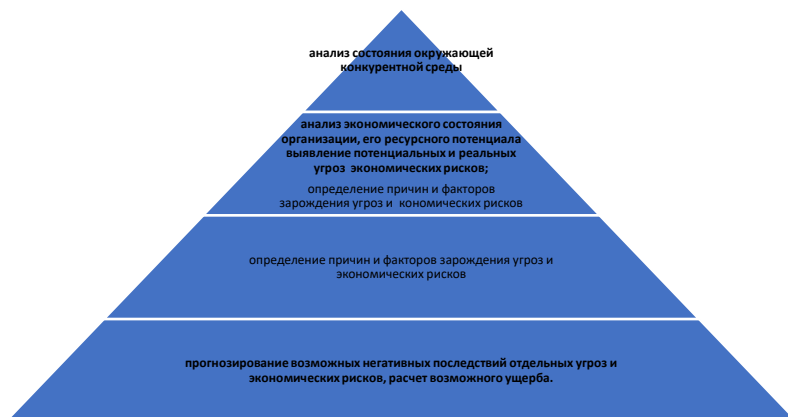 анализ состояния окружающей
конкурентной среды
анализ экономического состояния
организации, его ресурсного потенциала
выявление потенциальных и реальных
угроз экономических рисков;
определение причин и факторов
зарождения угроз и кономических рисков
определение причин и факторов зарождения угроз и
экономических рисков
прогнозирование возможных негативных последствий отдельных угроз и
экономических рисков, расчет возможного ущерба.